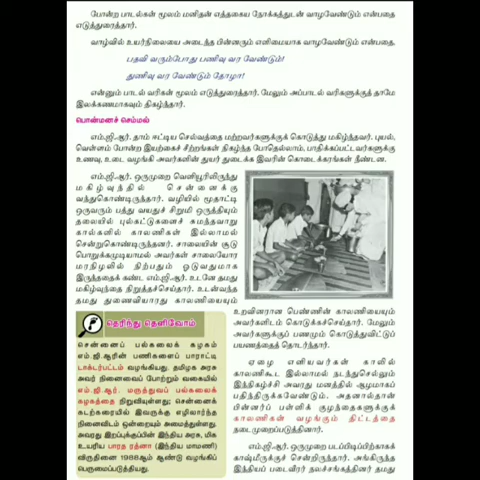 போன்ற பாடல்கள் மூலம் மனிதன் எத்தகைய நோக்கத்துடன் வாழவேண்டும் என்பதை
எடுத்துரைத்தார்.
வாழ்வில் உயர்நிலையை அடைந்த பின்னரும் எளிமையாக வாழவேண்டும் என்பதை,
பதவி வரும்போது பணிவு வர வேண்டும்!
துணிவு வர வேண்டும் தோழா!
என்னும் பாடல் வரிகள் மூலம் எடுத்துரைத்தார். மேலும் அப்பாடல் வரிகளுக்குத் தாமே
இலக்கணமாகவும் திகழ்ந்தார்.
பொன்மனச் செம்மல்
எம்.ஜி.ஆர். தாம் ஈட்டிய செல்வத்தை மற்றவர்களுக்குக் கொடுத்து மகிழ்ந்தவர். புயல்,
வெள்ளம் போன்ற இயற்கைச் சீற்றங்கள் நிகழ்ந்த போதெல்லாம், பாதிக்கப்பட்டவர்களுக்கு
உணவு, உடை வழங்கி அவர்களின் துயர் துடைக்க இவரின் கொடைக்கரங்கள் நீண்டன.
எம்.ஜி.ஆர். ஒருமுறை வெளியூரிலிருந்து
மகிழ்வுந்தில் சென்னைக்கு
வந்துகொண்டிருந்தார். வழியில் மூதாட்டி
ஒருவரும் பத்து வயதுச் சிறுமி ஒருத்தியும்
தலையில் புல்கட்டுகளைச் சுமந்தவாறு
கால்களில் காலணிகள் இல்லாமல்
சென்றுகொண்டிருந்தனர். சாலையின் சூடு
பொறுக்கமுடியாமல் அவர்கள் சாலையோர
மரநிழலில் நிற்பதும் ஓடுவதுமாக
இருந்ததைக் கண்ட எம்.ஜி.ஆர். உடனே தமது
மகிழ்வுந்தை நிறுத்தச்செய்தார். உடன்வந்த
தமது துணைவியாரது காலணியையும்
உறவினரான பெண்ணின் காலணியையும்
அவர்களிடம் கொடுக்கச்செய்தார். மேலும்
அவர்களுக்குப் பணமும் கொடுத்துவிட்டுப்
பயணத்தைத் தொடர்ந்தார்.
ஏழை எளியவர்கள் காலில்
காலணிகூட இல்லாமல் நடந்துசெல்லும்
இந்நிகழ்ச்சி அவரது மனத்தில் ஆழமாகப்
பதிந்திருக்கவேண்டும். அதனால்தான்
பின்னர்ப் பள்ளிக் குழந்தைகளுக்குக்
காலணிகள் வழங்கும் திட்டத்தை
நடைமுறைப்படுத்தினார்.
எம்.ஜி.ஆர். ஒருமுறை படப்பிடிப்பிற்காகக்
காஷ்மீருக்குச் சென்றிருந்தார். அங்கிருந்த
இந்தியப் படைவீரர் நலச்சங்கத்தினர் தமது
தெரிந்து தெளிவோம்
சென்னைப் பல்கலைக் கழகம்
எம்.ஜி.ஆரின் பணிகளைப் பாராட்டி
டாக்டர்பட்டம் வழங்கியது. தமிழக அரசு
அவர் நினைவைப் போற்றும் வகையில்
எம்.ஜி.ஆர். மருத்துவப் பல்கலைக்
கழகத்தை நிறுவியுள்ளது; சென்னைக்
கடற்கரையில் இவருக்கு எழிலார்ந்த
நினைவிடம் ஒன்றையும் அமைத்துள்ளது.
அவரது இறப்புக்குப்பின் இந்திய அரசு, மிக
உயரிய பாரத ரத்னா (இந்திய மாமணி)
விருதினை 1988ஆம் ஆண்டு வழங்கிப்
பெருமைப்படுத்தியது.